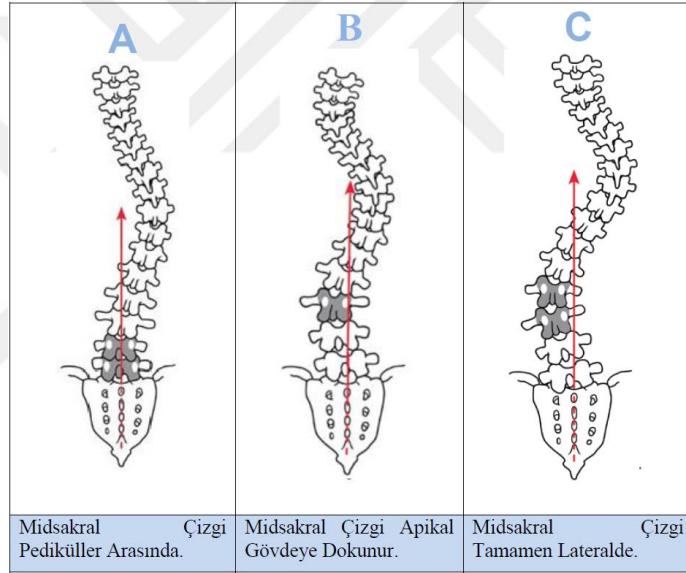 A
B
C
Midsakral Çizgi
Pediküller Arasında.
Midsakral Çizgi Apikal
Gövdeye Dokunur.
Midsakral Çizgi
Tamamen Lateralde.